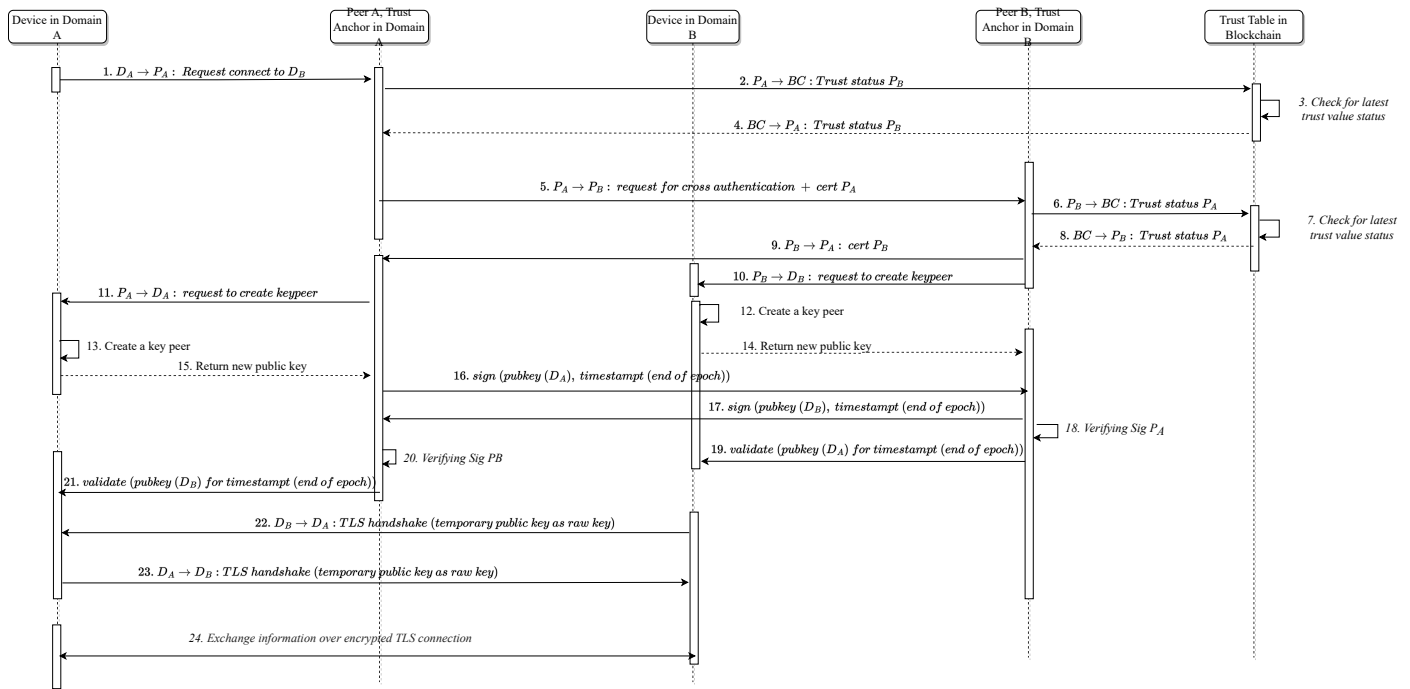 Device in Domain
A
Peer A, Trust
Anchor in Domain
A
Device in Domain
B
Peer B, Trust
Anchor in Domain
B
Trust Table in
Blockchain
1. D_A → P_A : Request connect to D_B
2. P_A → BC : Trust status P_B
3. Check for latest
trust value status
4. BC → P_A : Trust status P_B
5. P_A → P_B : request for cross authentication + cert P_A
6. P_B → BC : Trust status P_A
7. Check for latest
trust value status
8. BC → P_B : Trust status P_A
9. P_B → P_A : cert P_B
10. P_B → D_B : request to create keypeer
11. P_A → D_A : request to create keypeer
12. Create a key peer
13. Create a key peer
14. Return new public key
15. Return new public key
16. sign (pubkey (D_A), timestampt (end of epoch))
17. sign (pubkey (D_B), timestampt (end of epoch))
18. Verifying Sig P_A
19. validate (pubkey (D_A) for timestampt (end of epoch))
20. Verifying Sig PB
21. validate (pubkey (D_B) for timestampt (end of epoch))
22. D_B → D_A : TLS handshake (temporary public key as raw key)
23. D_A → D_B : TLS handshake (temporary public key as raw key)
24. Exchange information over encrypted TLS connection